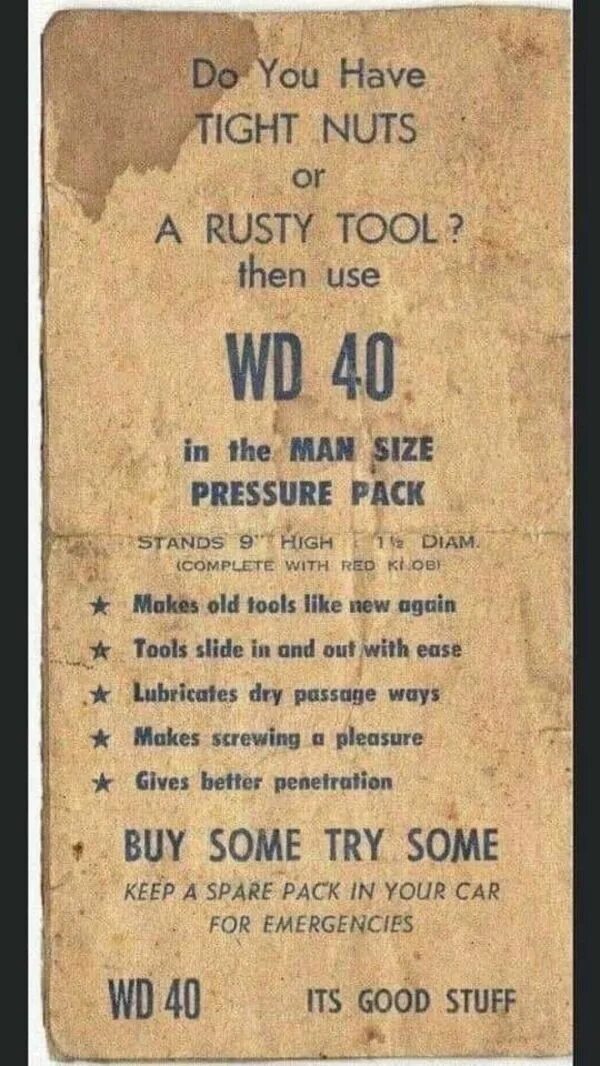 Do You Have
TIGHT NUTS
or
A RUSTY TOOL?
then use
WD 40
in the MAN SIZE
PRESSURE PACK
STANDS 9" HIGH 1½ DIAM.
(COMPLETE WITH RED
★ Makes old tools like new again
★ Tools slide in and out with ease
★ Lubricates dry passage ways
★ Makes screwing a pleasure
★ Gives better penetration
BUY SOME TRY SOME
KEEP A SPARE PACK IN YOUR CAR
FOR EMERGENCIES
WD 40 ITS GOOD STUFF